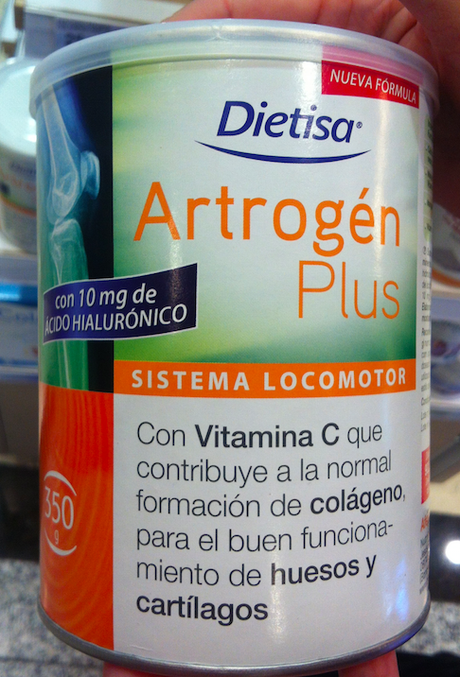 NUEVA FÓRMULA
Dietisa®
Artrogén
Plus
con 10 mg de
ÁCIDO HIALURÓNICO
SISTEMA LOCOMOTOR
Con Vitamina C que
contribuye a la normal
formación de colágeno,
para el buen funciona-
miento de huesos y
cartílagos
350
g